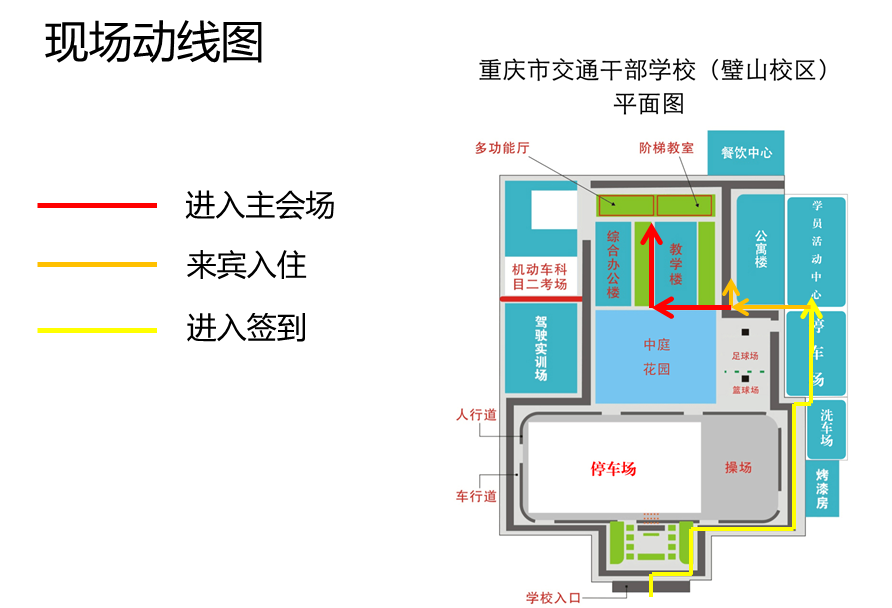 现场动线图
重庆市交通干部学校（璧山校区）
平面图
多功能厅
阶梯教室
餐饮中心
进入主会场
来宾入住
进入签到
综合办公楼
教学楼
公寓楼
学员活动中心
机动车科
目二考场
驾驶实训场
中庭
花园
足球场
篮球场
停车场
人行道
车行道
停车场
操场
洗车场
烤漆房
学校入口